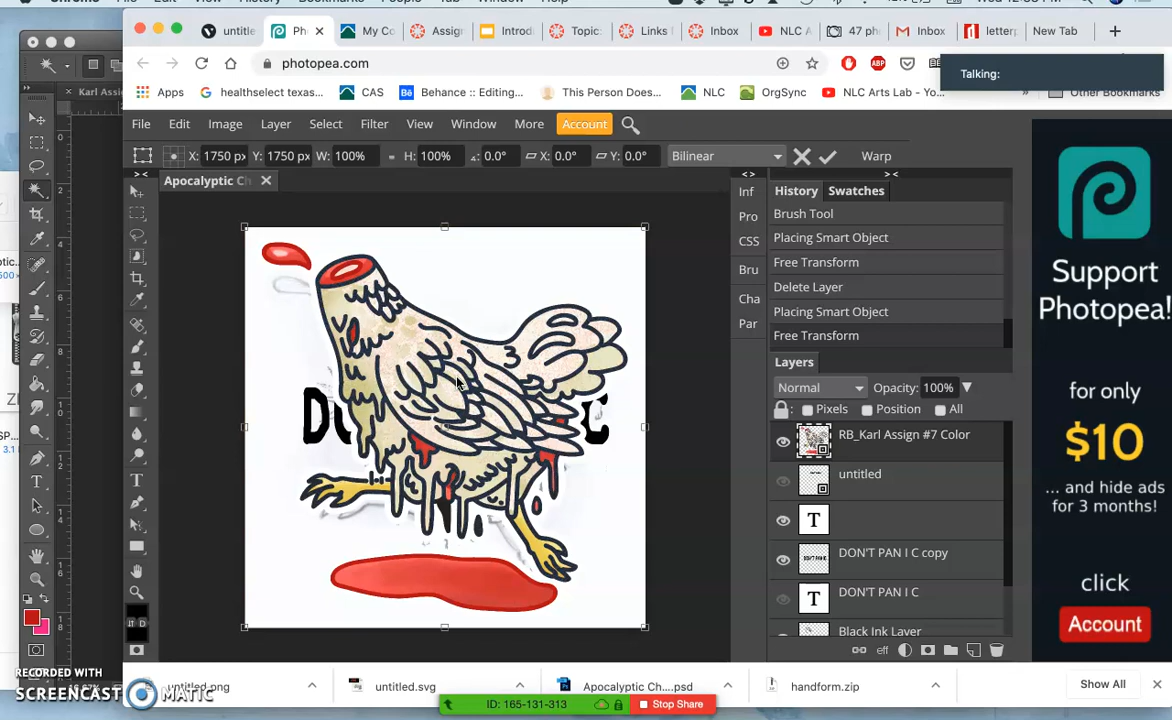 untitle
Pho
My Co
Assign
Introd
Topic:
Links f
Inbox
NLC A
47 ph
Inbox
letterp
New Tab
photopea.com
Talking:
Apps
healthselect texas
CAS
Behance :: Editing...
This Person Does...
NLC
OrgSync
NLC Arts Lab - Yo...
Other Bookmarks
File Edit Image Layer Select Filter View Window More Account
X: 1750 px Y: 1750 px W: 100% H: 100% 0.0° X: 0.0° Y: 0.0° Bilinear Warp
Karl Assi
Apocalyptic Ch
History Swatches
Brush Tool
Placing Smart Object
Free Transform
Delete Layer
Placing Smart Object
Free Transform
Inf
Pro
CSS
Bru
Cha
Par
Layers
Normal Opacity: 100%
Pixels Position All
RB_Karl Assign #7 Color
untitled
DON'T PAN I C copy
DON'T PAN I C
Black Ink Layer
eff
D
C
Support
Photopea!
for only
$10
... and hide ads
for 3 months.
click
Account
RECORDED WITH
SCREENCAST MATIC
untitled.png
untitled.svg
Apocalyptic Ch....psd
handform.zip
Show All
ID: 165-131-313
Stop Share